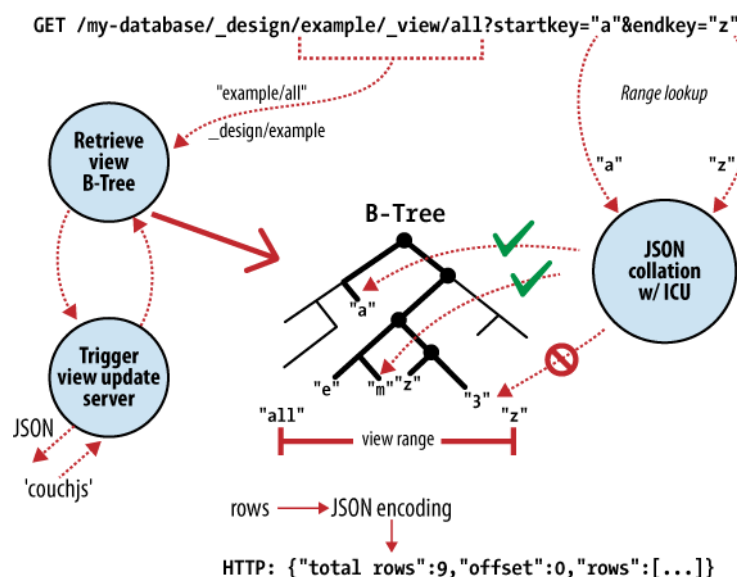 GET /my-database/_design/example/_view/all?startkey="a"&endkey="z"
"example/all"
_design/example
Range lookup
Retrieve
view
B-Tree
"a"
"z"
B-Tree
JSON
collation
w/ ICU
"a"
Trigger
view update
server
"e"
"m"
"z"
"3"
"all"
"z"
view range
JSON
'couchjs'
rows
JSON encoding
HTTP: {"total rows":9,"offset":0,"rows":[...]}